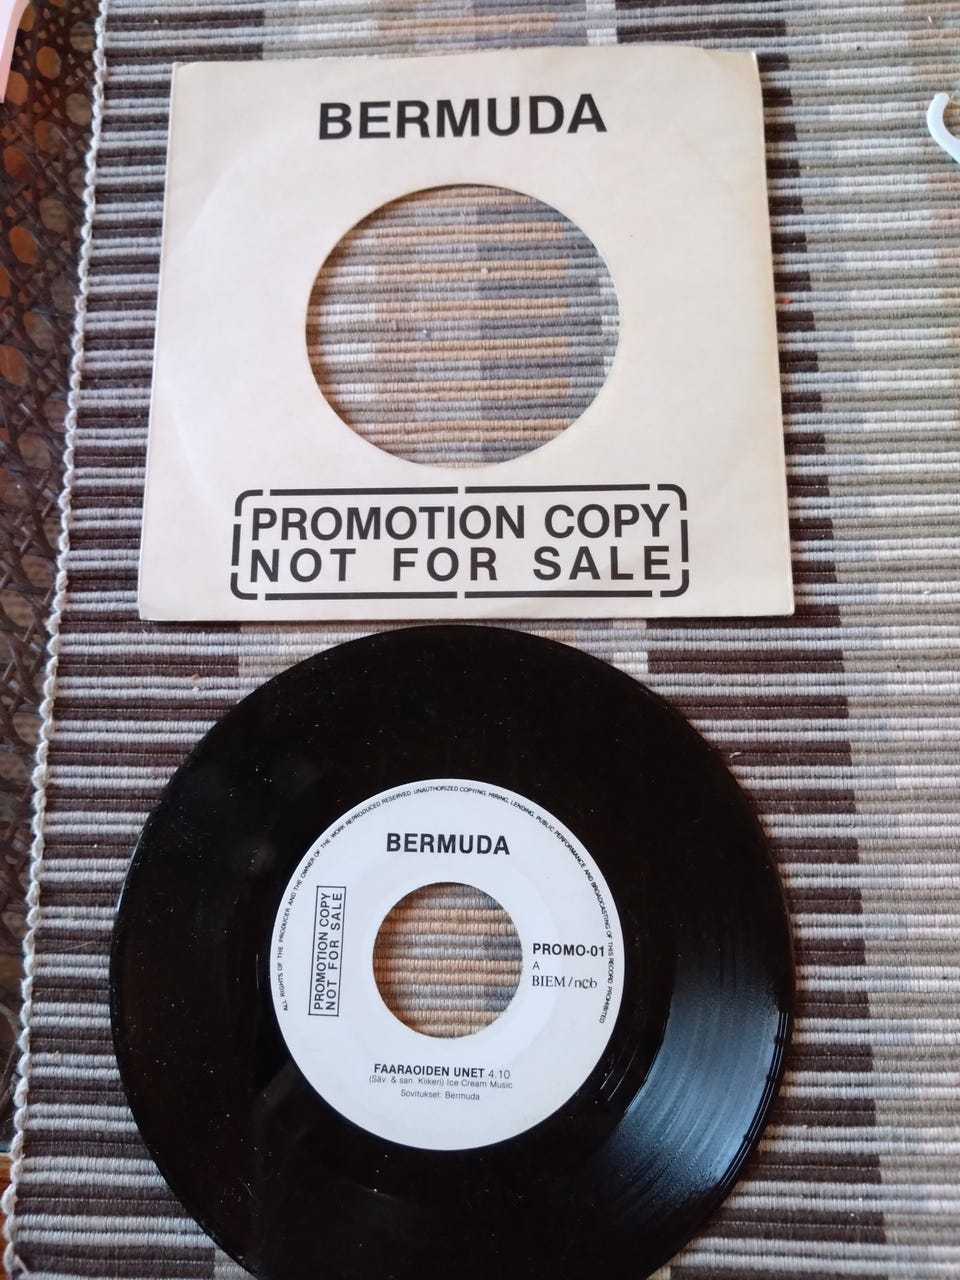 BERMUDA
PROMOTION COPY
NOT FOR SALE
ALL RIGHTS OF THE PRODUCER AND THE OWNER OF THE WORK REPRODUCED RESERVED. UNAUTHORIZED COPYING, HIRING, LENDING, PUBLIC PERFORMANCE AND BROADCASTING OF THIS RECORD PROHIBITED
BERMUDA
PROMOTION COPY
NOT FOR SALE
PROMO-01
A
BIEM/ncb
FAARAOIDEN UNET 4.10
(Säv. & san. Kiikeri) Ice Cream Music
Sovitukset: Bermuda